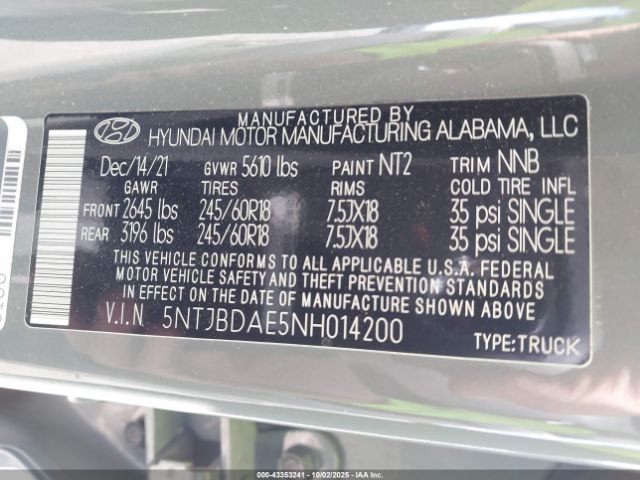 MANUFACTURED BY
HYUNDAI MOTOR MANUFACTURING ALABAMA, LLC
Dec/14/21 GVWR 5610 lbs PAINT NT2 TRIM NNB
GAWR TIRES RIMS COLD TIRE INFL
FRONT 2645 lbs 245/60R18 7.5JX18 35 psi SINGLE
REAR 3196 lbs 245/60R18 7.5JX18 35 psi SINGLE
THIS VEHICLE CONFORMS TO ALL APPLICABLE U.S.A. FEDERAL
MOTOR VEHICLE SAFETY AND THEFT PREVENTION STANDARDS
IN EFFECT ON THE DATE OF MANUFACTURE SHOWN ABOVE
V.I.N. 5NTJBDAE5NH014200
TYPE:TRUCK
000-43353241 - 10/02/2025 - IAAI.com